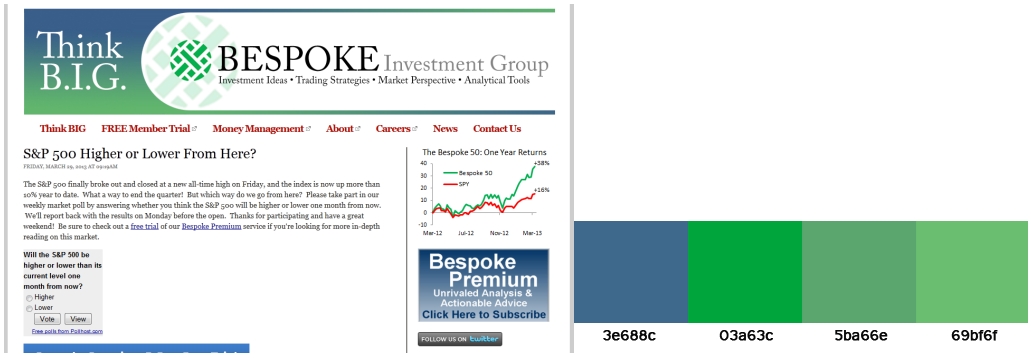 Think
B.I.G.
BESPOKE Investment Group
Investment Ideas • Trading Strategies • Market Perspective • Analytical Tools
Think BIG FREE Member Trial Money Management About Careers News Contact Us
S&P 500 Higher or Lower From Here?
FRIDAY, MARCH 29, 2013 AT 09:19AM
The S&P 500 finally broke out and closed at a new all-time high on Friday, and the index is now up more than
10% year to date. What a way to end the quarter! But which way do we go from here? Please take part in our
weekly market poll by answering whether you think the S&P 500 will be higher or lower one month from now.
We'll report back with the results on Monday before the open. Thanks for participating and have a great
weekend! Be sure to check out a free trial of our Bespoke Premium service if you're looking for more in-depth
reading on this market.
Will the S&P 500 be
higher or lower than its
current level one
month from now?
Higher
Lower
Vote View
Free polls from Pollhost.com
The Bespoke 50: One Year Returns
40
30
20
10
0
-10
Bespoke 50
SPY
+38%
+16%
Mar-12 Jul-12 Nov-12 Mar-13
Bespoke
Premium
Unrivaled Analysis &
Actionable Advice
Click Here to Subscribe
FOLLOW US ON twitter
3e688c 03a63c 5ba66e 69bf6f